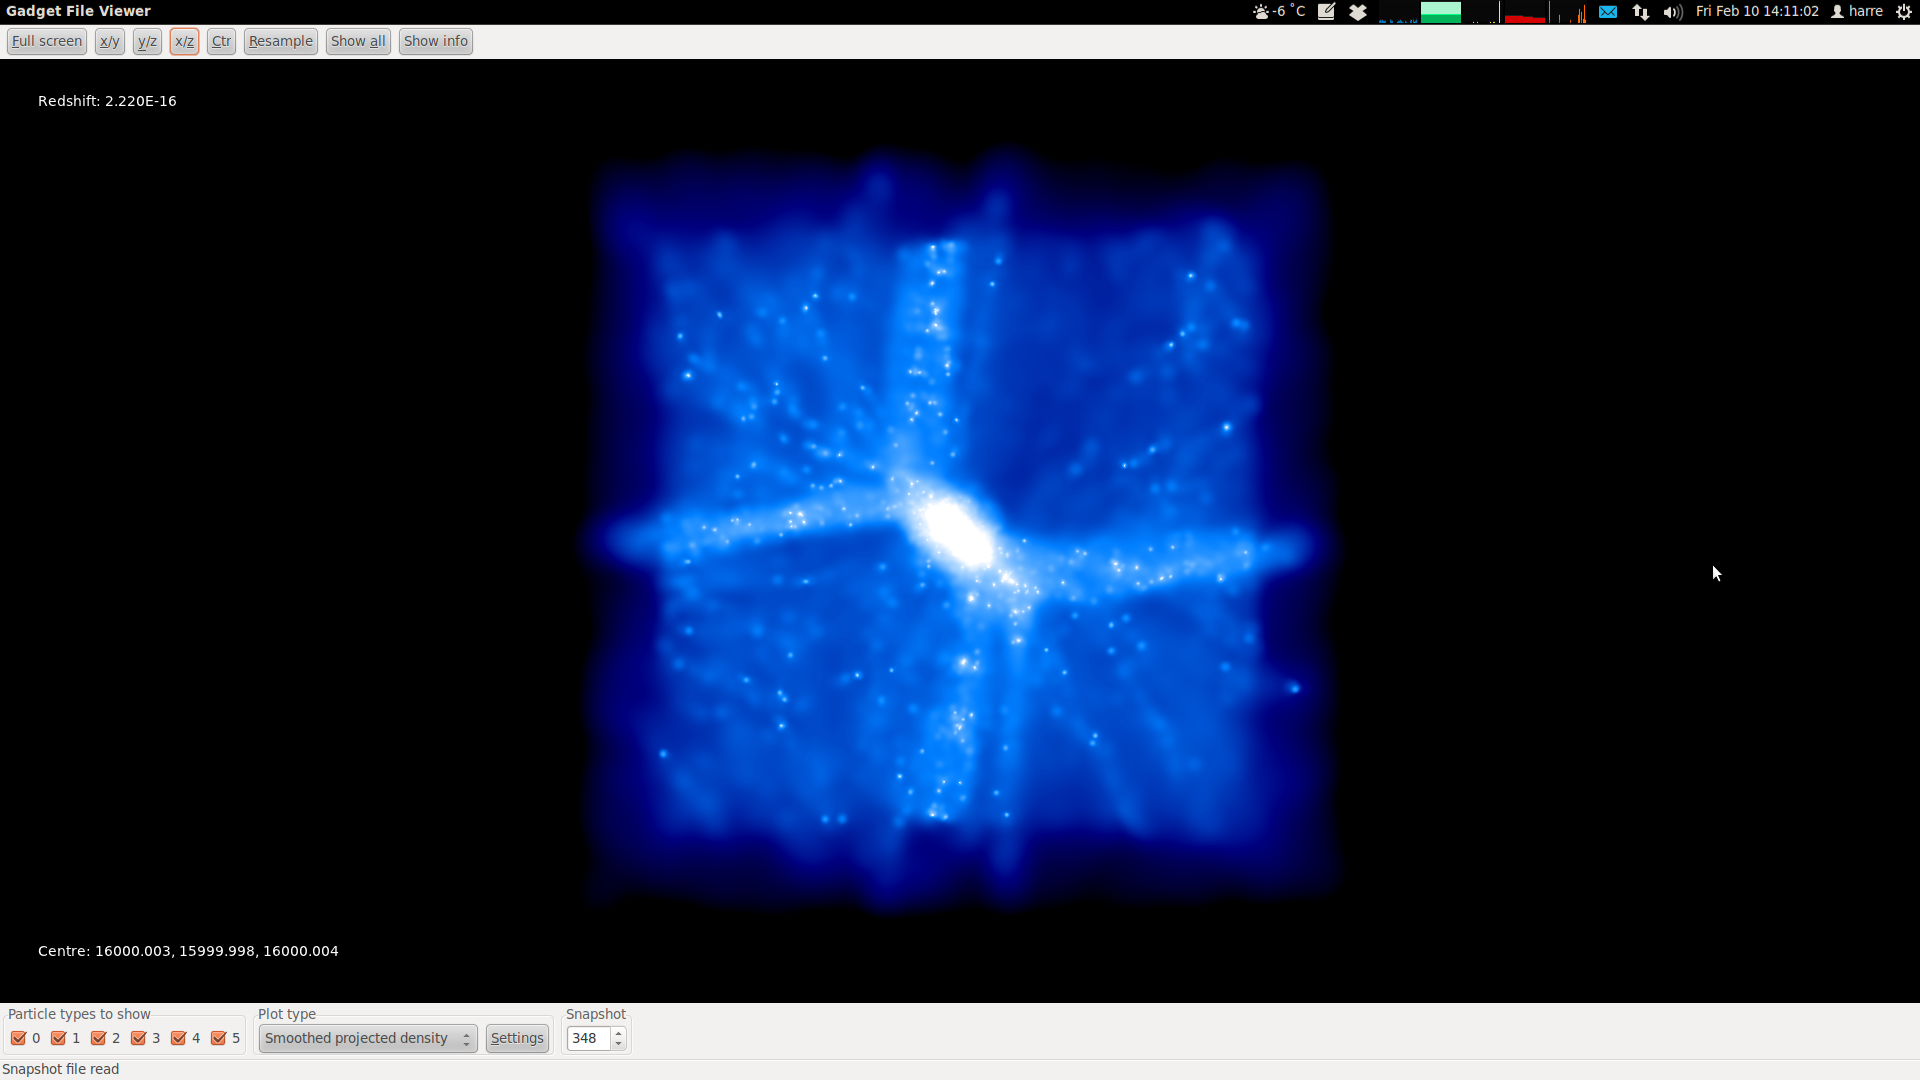 Gadget File Viewer
-6 °C
Fri Feb 10 14:11:02
harre
Full screen x/y y/z x/z Ctr Resample Show all Show info
Redshift: 2.220E-16
Centre: 16000.003, 15999.998, 16000.004
Particle types to show Plot type Snapshot
0 1 2 3 4 5 Smoothed projected density Settings 348
Snapshot file read